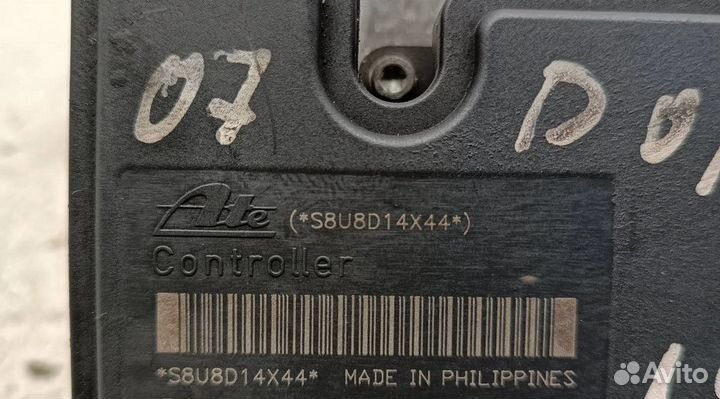 07 DO
Ate (*S8U8D14X44*)
Controller
*S8U8D14X44* MADE IN PHILIPPINES
Avito